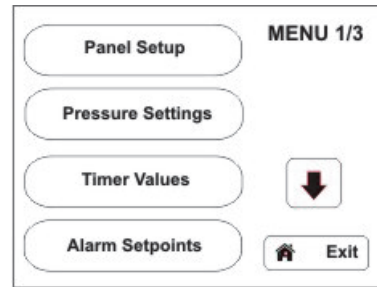 MENU 1/3
Panel Setup
Pressure Settings
Timer Values
Alarm Setpoints
Exit